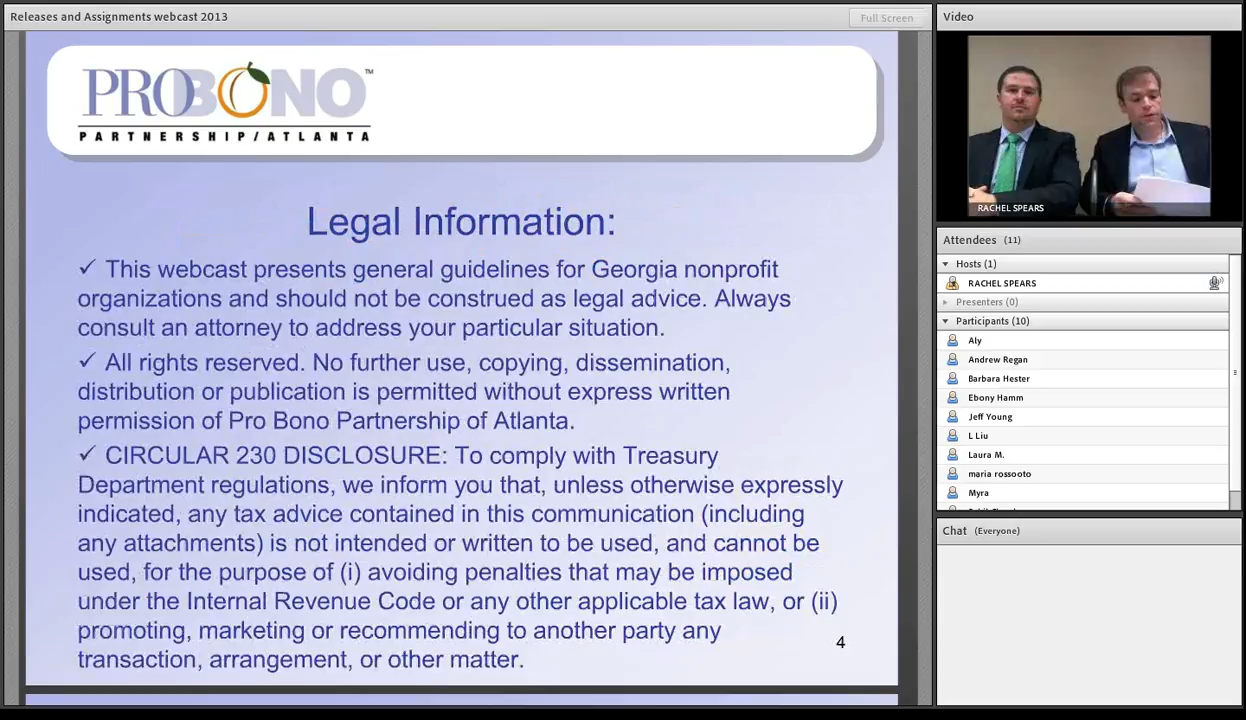 Releases and Assignments webcast 2013
Full Screen
PROBONO™
PARTNERSHIP/ATLANTA
Legal Information:
✓ This webcast presents general guidelines for Georgia nonprofit
organizations and should not be construed as legal advice. Always
consult an attorney to address your particular situation.
✓ All rights reserved. No further use, copying, dissemination,
distribution or publication is permitted without express written
permission of Pro Bono Partnership of Atlanta.
✓ CIRCULAR 230 DISCLOSURE: To comply with Treasury
Department regulations, we inform you that, unless otherwise expressly
indicated, any tax advice contained in this communication (including
any attachments) is not intended or written to be used, and cannot be
used, for the purpose of (i) avoiding penalties that may be imposed
under the Internal Revenue Code or any other applicable tax law, or (ii)
promoting, marketing or recommending to another party any
transaction, arrangement, or other matter.
4
Video
RACHEL SPEARS
Attendees (11)
Hosts (1)
RACHEL SPEARS
Presenters (0)
Participants (10)
Aly
Andrew Regan
Barbara Hester
Ebony Hamm
Jeff Young
L Liu
Laura M.
maria rossooto
Myra
Chat (Everyone)